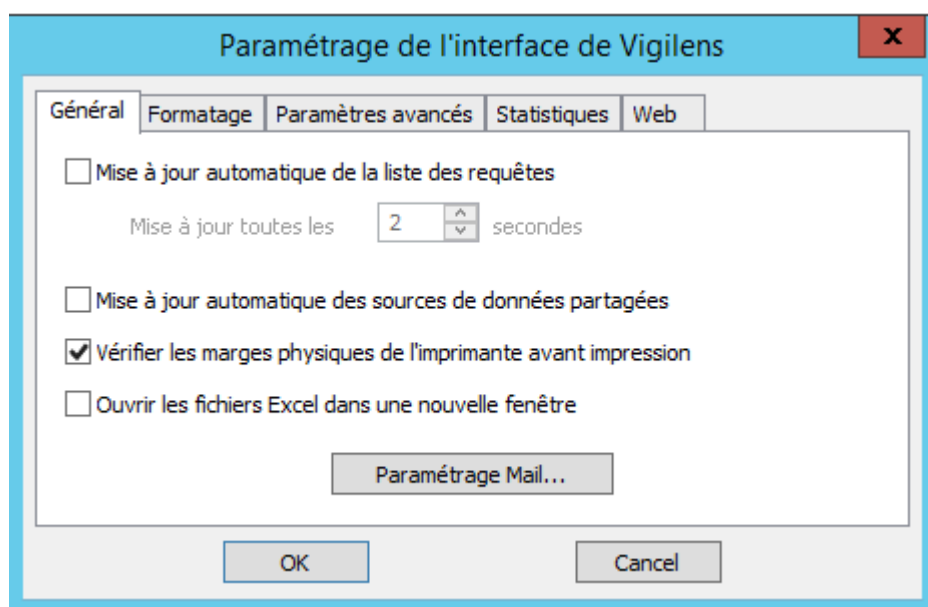 Paramétrage de l'interface de Vigilens
x
Général Formatage Paramètres avancés Statistiques Web
Mise à jour automatique de la liste des requêtes
Mise à jour toutes les 2 secondes
Mise à jour automatique des sources de données partagées
Vérifier les marges physiques de l'imprimante avant impression
Ouvrir les fichiers Excel dans une nouvelle fenêtre
Paramétrage Mail...
OK Cancel